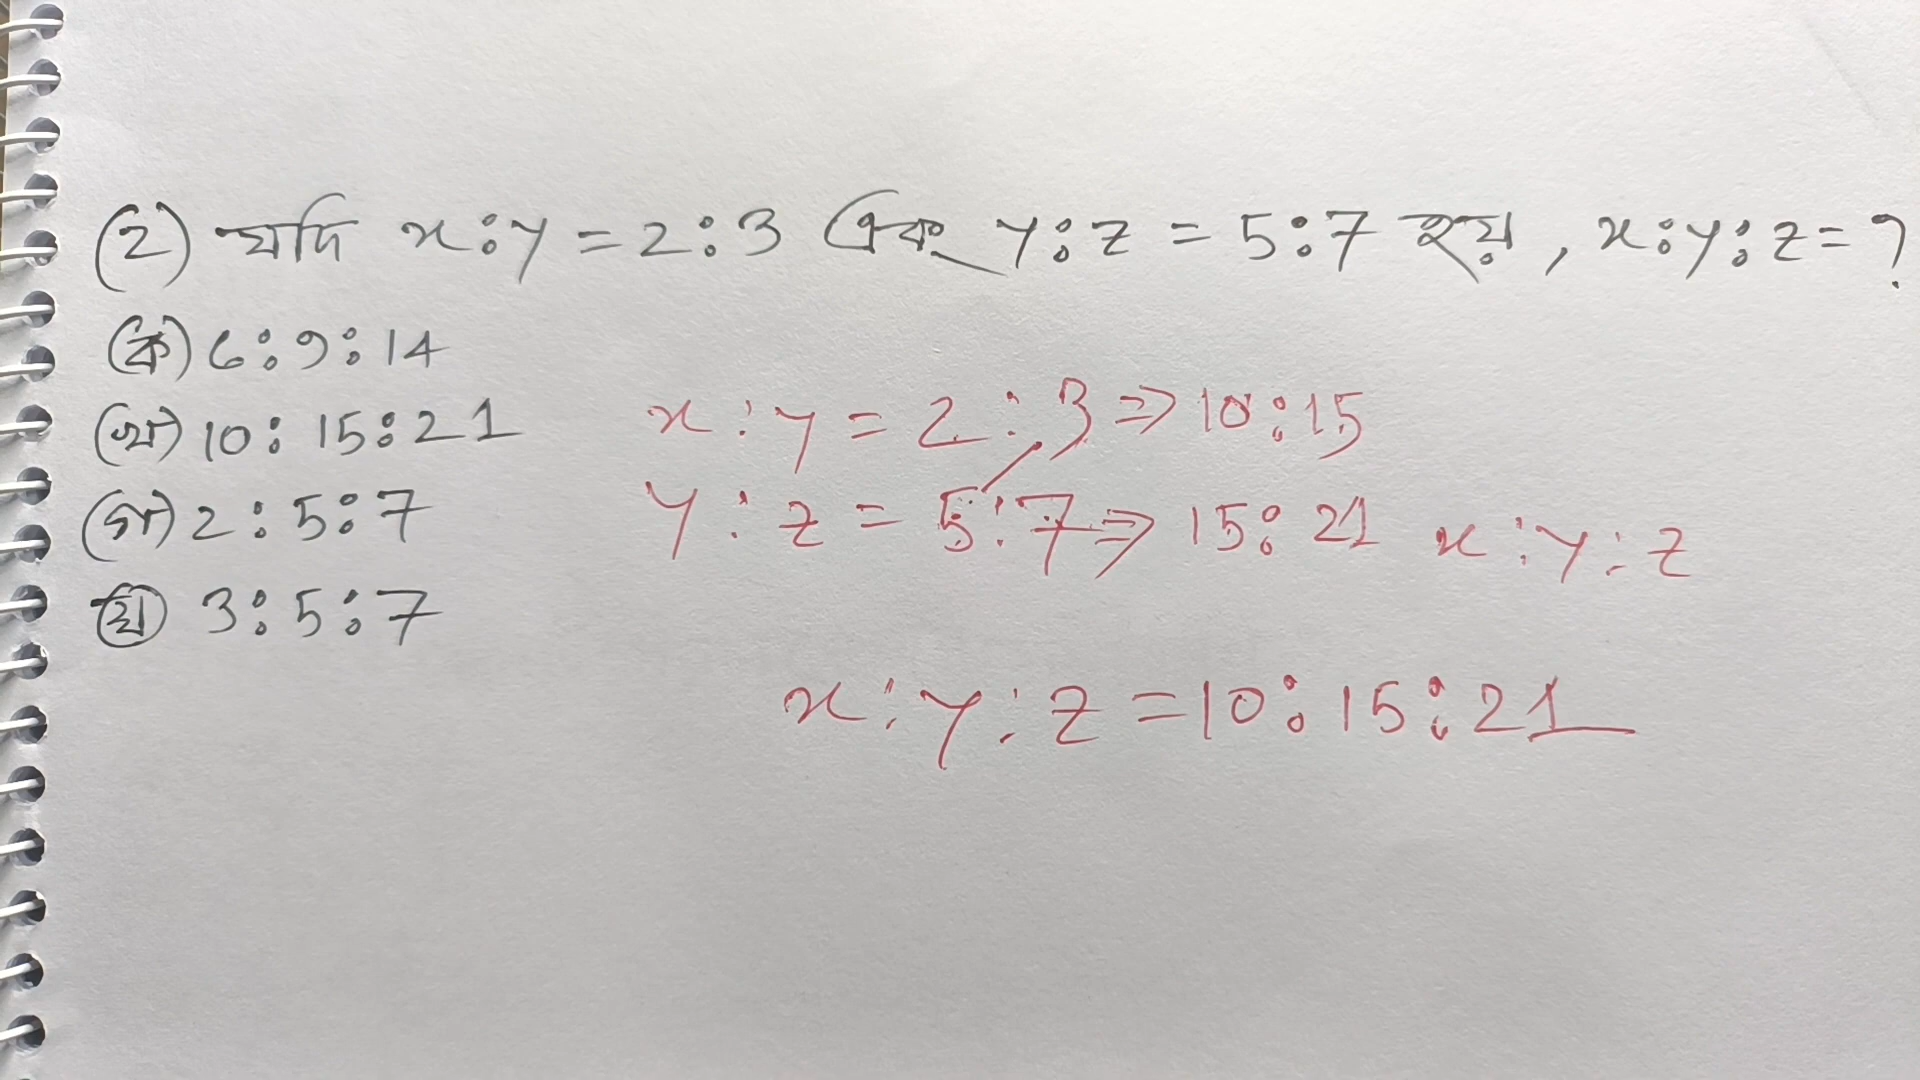 (2) যদি x:y = 2:3 এবং y:z = 5:7 হয়, x:y:z = ?
(ক) 6:9:14
(খ) 10:15:21
(গ) 2:5:7
(ঘ) 3:5:7
x:y = 2:3 ⇒ 10:15
y:z = 5:7 ⇒ 15:21 x:y:z
x:y:z = 10:15:21